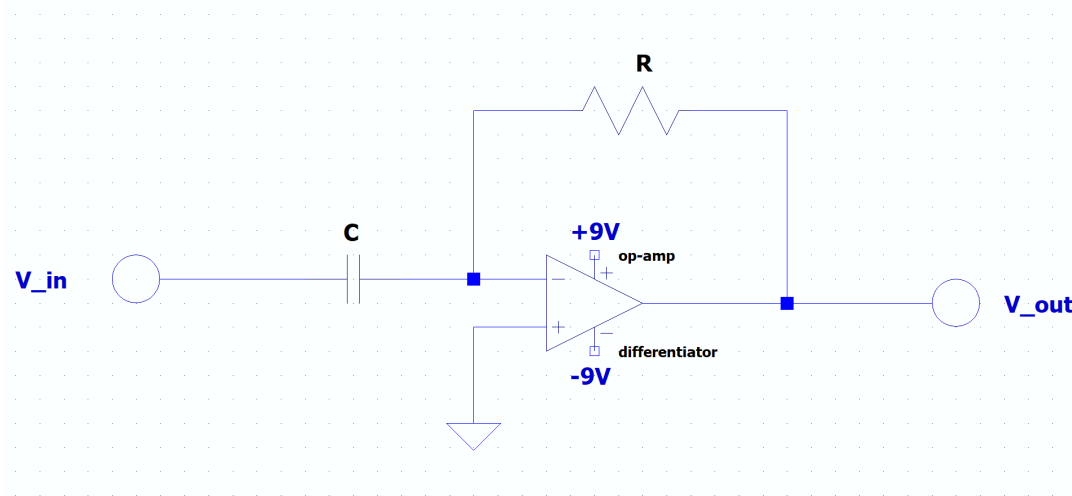 R
C
+9V
op-amp
V_in
V_out
differentiator
-9V